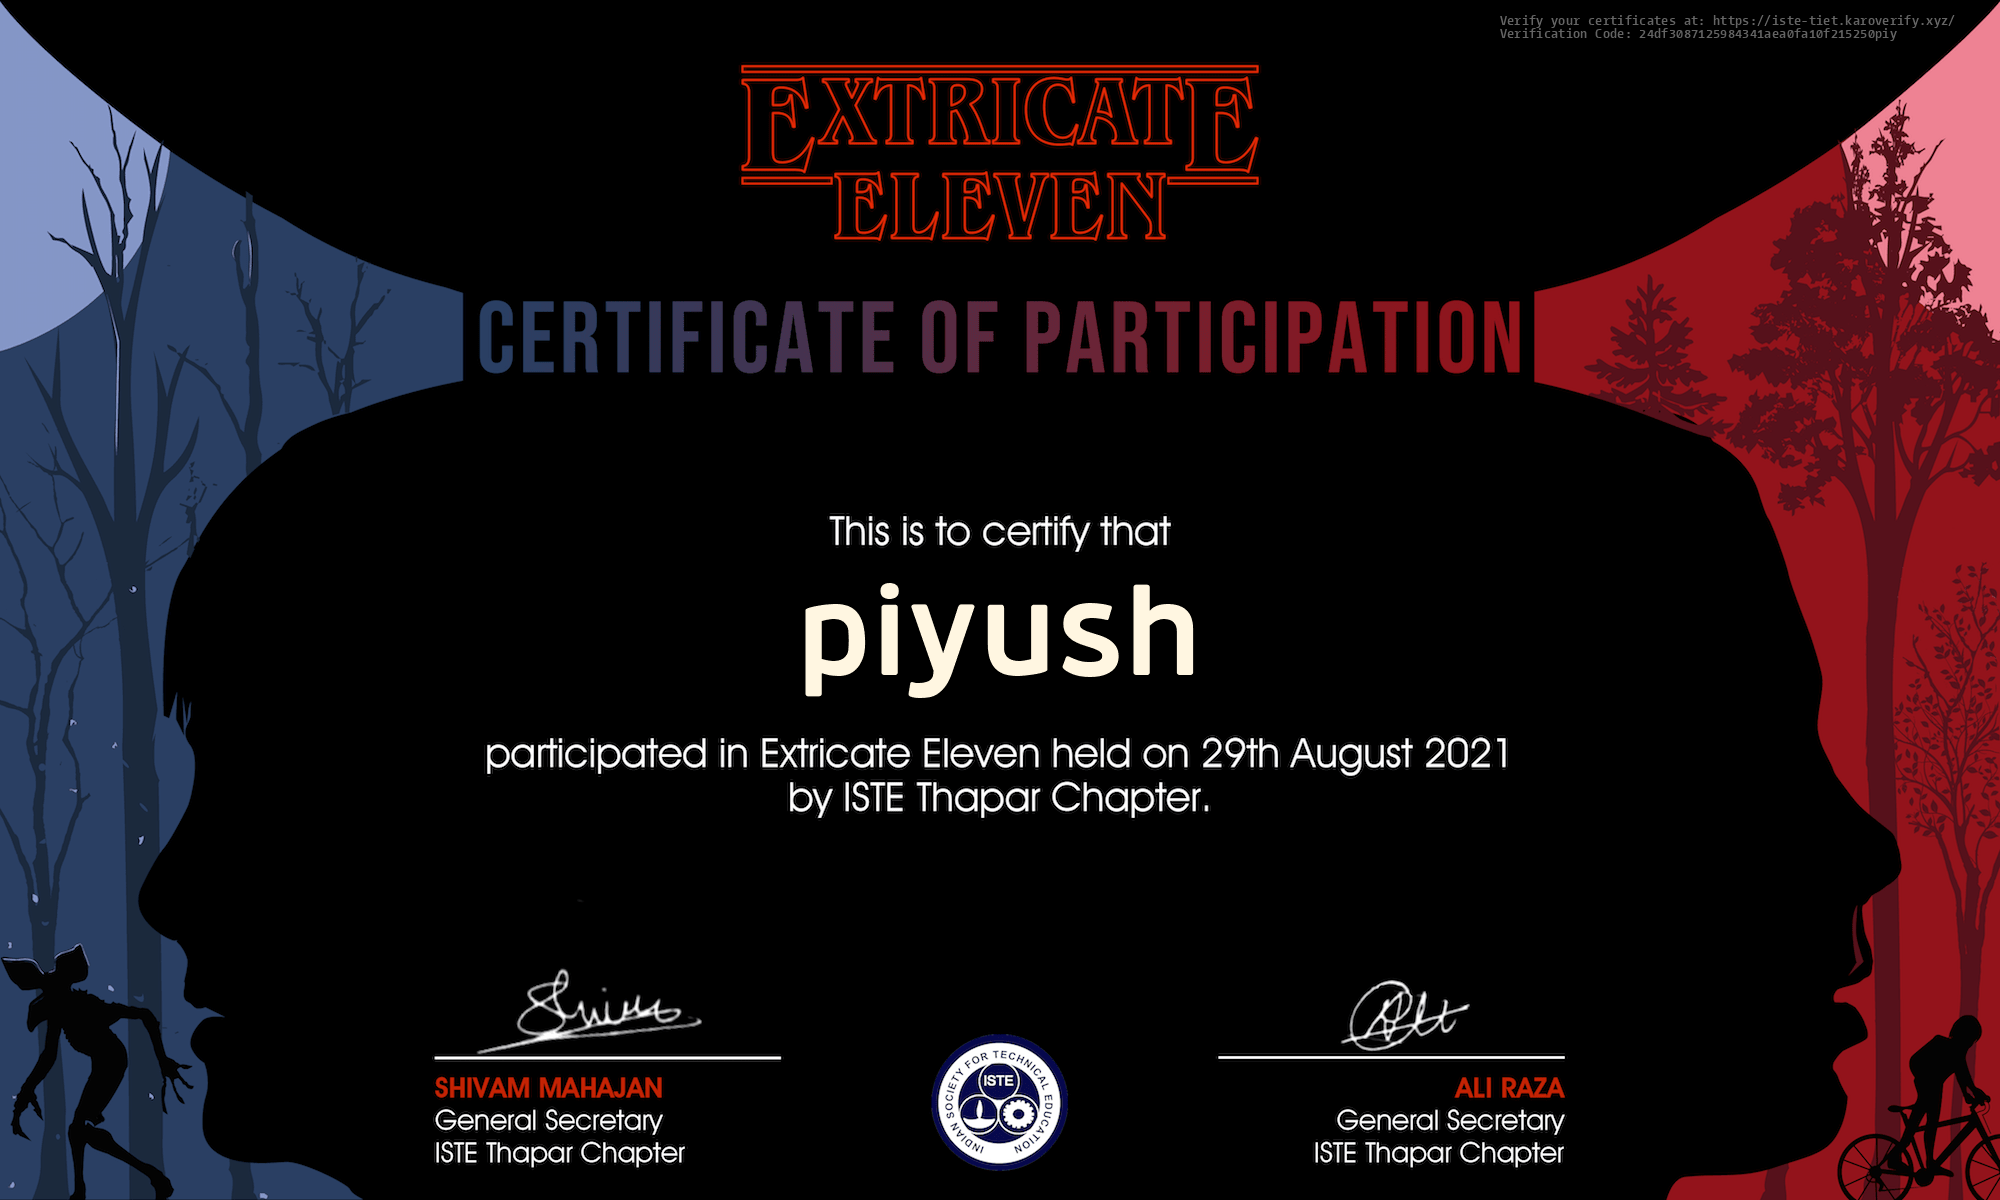 Verify your certificates at: https://iste-tiet.karoverify.xyz/
Verification Code: 24df3087125984341aea0fa10f215250piy
EXTRICATE
ELEVEN
CERTIFICATE OF PARTICIPATION
This is to certify that
piyush
participated in Extricate Eleven held on 29th August 2021
by ISTE Thapar Chapter.
SHIVAM MAHAJAN
General Secretary
ISTE Thapar Chapter
INDIAN SOCIETY FOR TECHNICAL EDUCATION
ISTE
ALI RAZA
General Secretary
ISTE Thapar Chapter